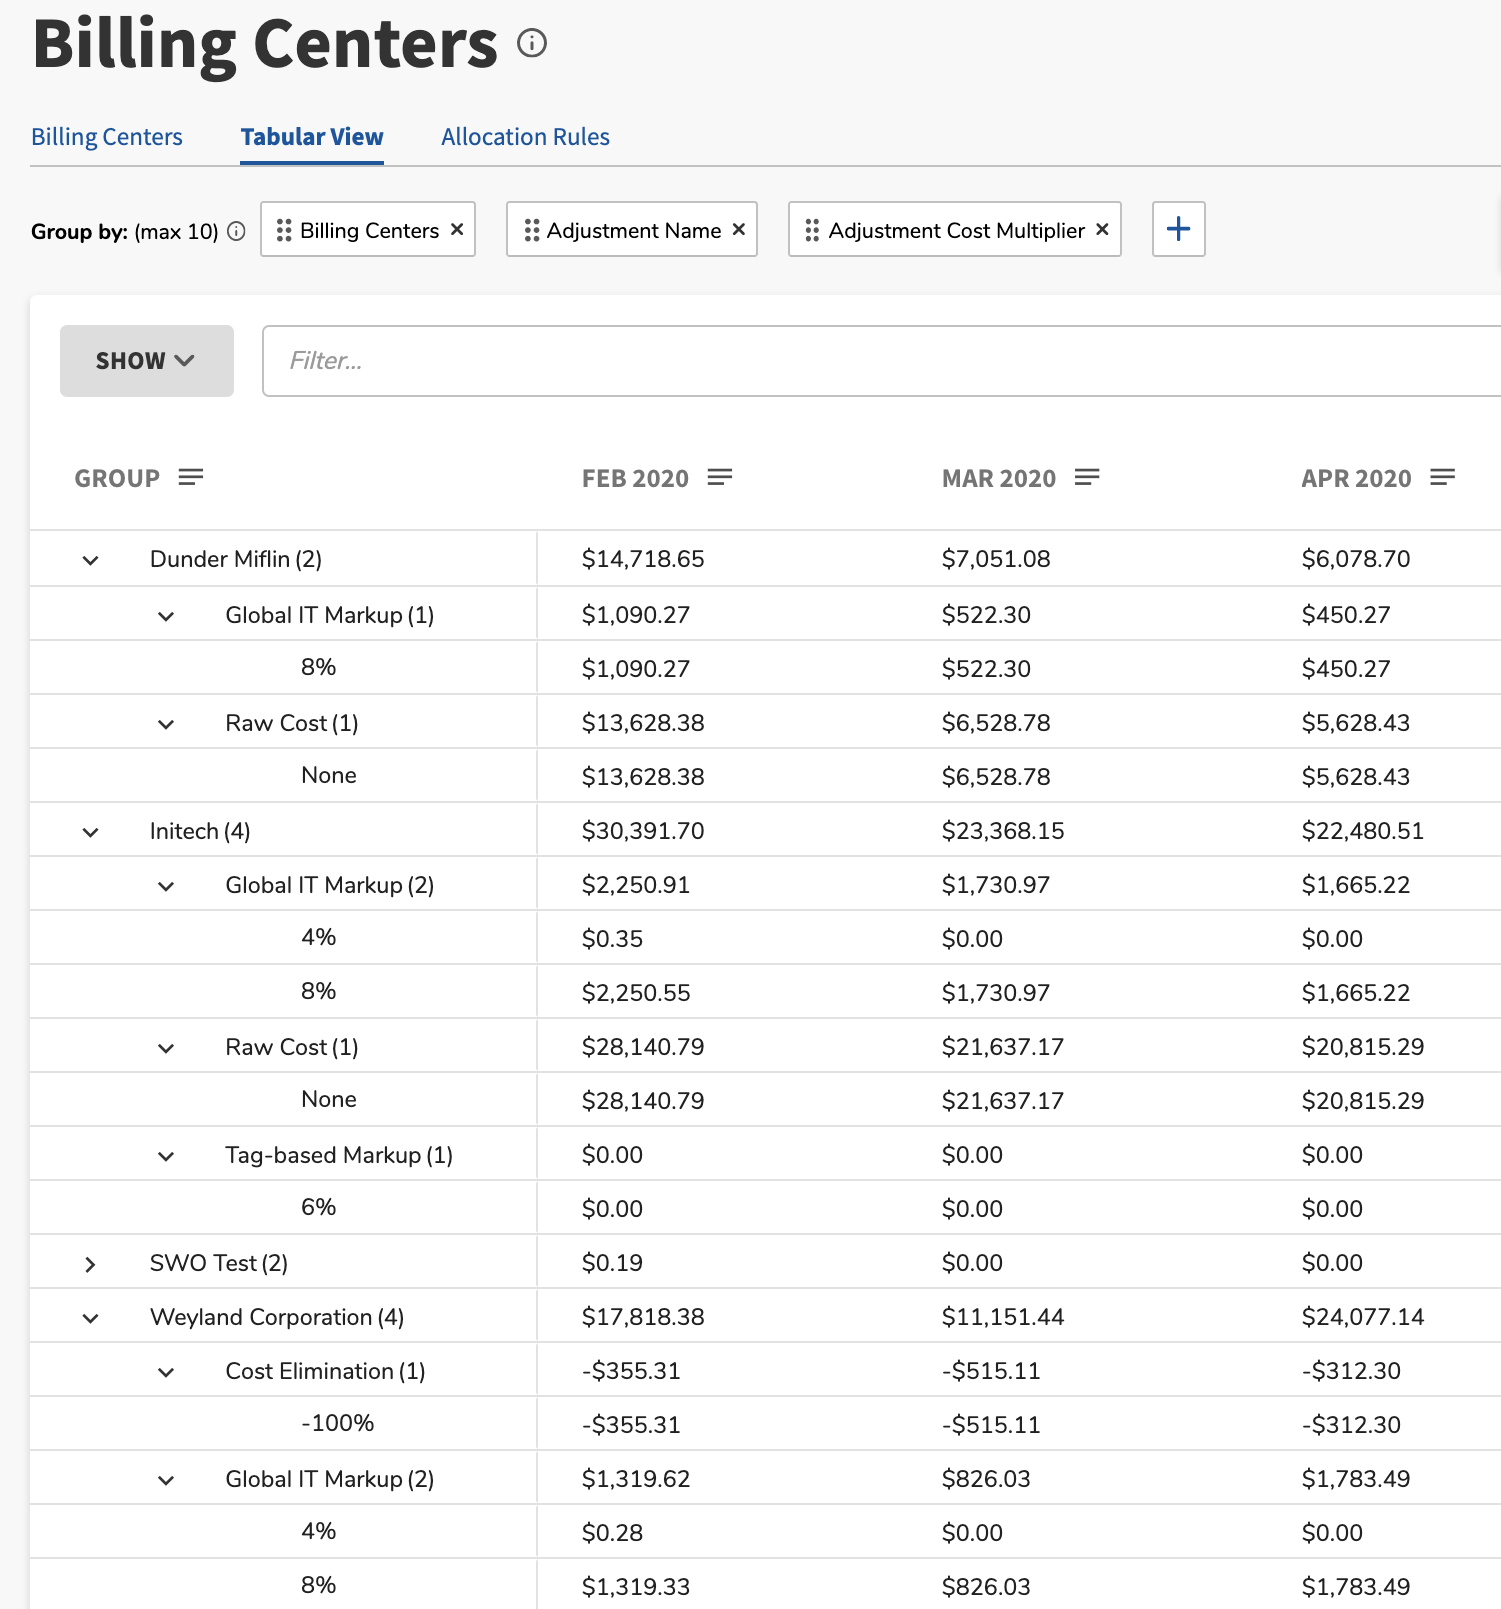 Billing Centers
Billing Centers Tabular View Allocation Rules
Group by: (max 10) Billing Centers × Adjustment Name × Adjustment Cost Multiplier × +
SHOW Filter...
GROUP FEB 2020 MAR 2020 APR 2020
Dunder Miflin (2) $14,718.65 $7,051.08 $6,078.70
Global IT Markup (1) $1,090.27 $522.30 $450.27
8% $1,090.27 $522.30 $450.27
Raw Cost (1) $13,628.38 $6,528.78 $5,628.43
None $13,628.38 $6,528.78 $5,628.43
Initech (4) $30,391.70 $23,368.15 $22,480.51
Global IT Markup (2) $2,250.91 $1,730.97 $1,665.22
4% $0.35 $0.00 $0.00
8% $2,250.55 $1,730.97 $1,665.22
Raw Cost (1) $28,140.79 $21,637.17 $20,815.29
None $28,140.79 $21,637.17 $20,815.29
Tag-based Markup (1) $0.00 $0.00 $0.00
6% $0.00 $0.00 $0.00
SWO Test (2) $0.19 $0.00 $0.00
Weyland Corporation (4) $17,818.38 $11,151.44 $24,077.14
Cost Elimination (1) -$355.31 -$515.11 -$312.30
-100% -$355.31 -$515.11 -$312.30
Global IT Markup (2) $1,319.62 $826.03 $1,783.49
4% $0.28 $0.00 $0.00
8% $1,319.33 $826.03 $1,783.49